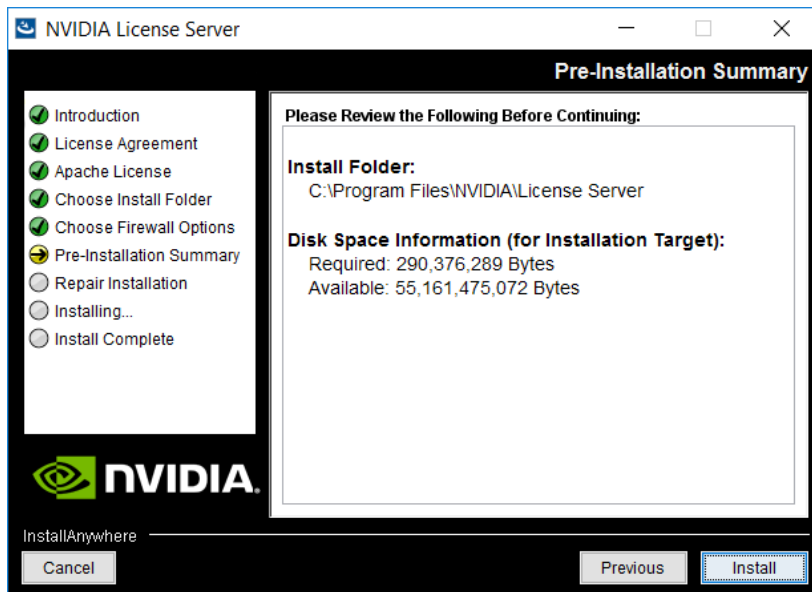 NVIDIA License Server
Pre-Installation Summary
Introduction
License Agreement
Apache License
Choose Install Folder
Choose Firewall Options
Pre-Installation Summary
Repair Installation
Installing...
Install Complete
Please Review the Following Before Continuing:
Install Folder:
C:\Program Files\NVIDIA\License Server
Disk Space Information (for Installation Target):
Required: 290,376,289 Bytes
Available: 55,161,475,072 Bytes
NVIDIA.
InstallAnywhere
Cancel
Previous
Install